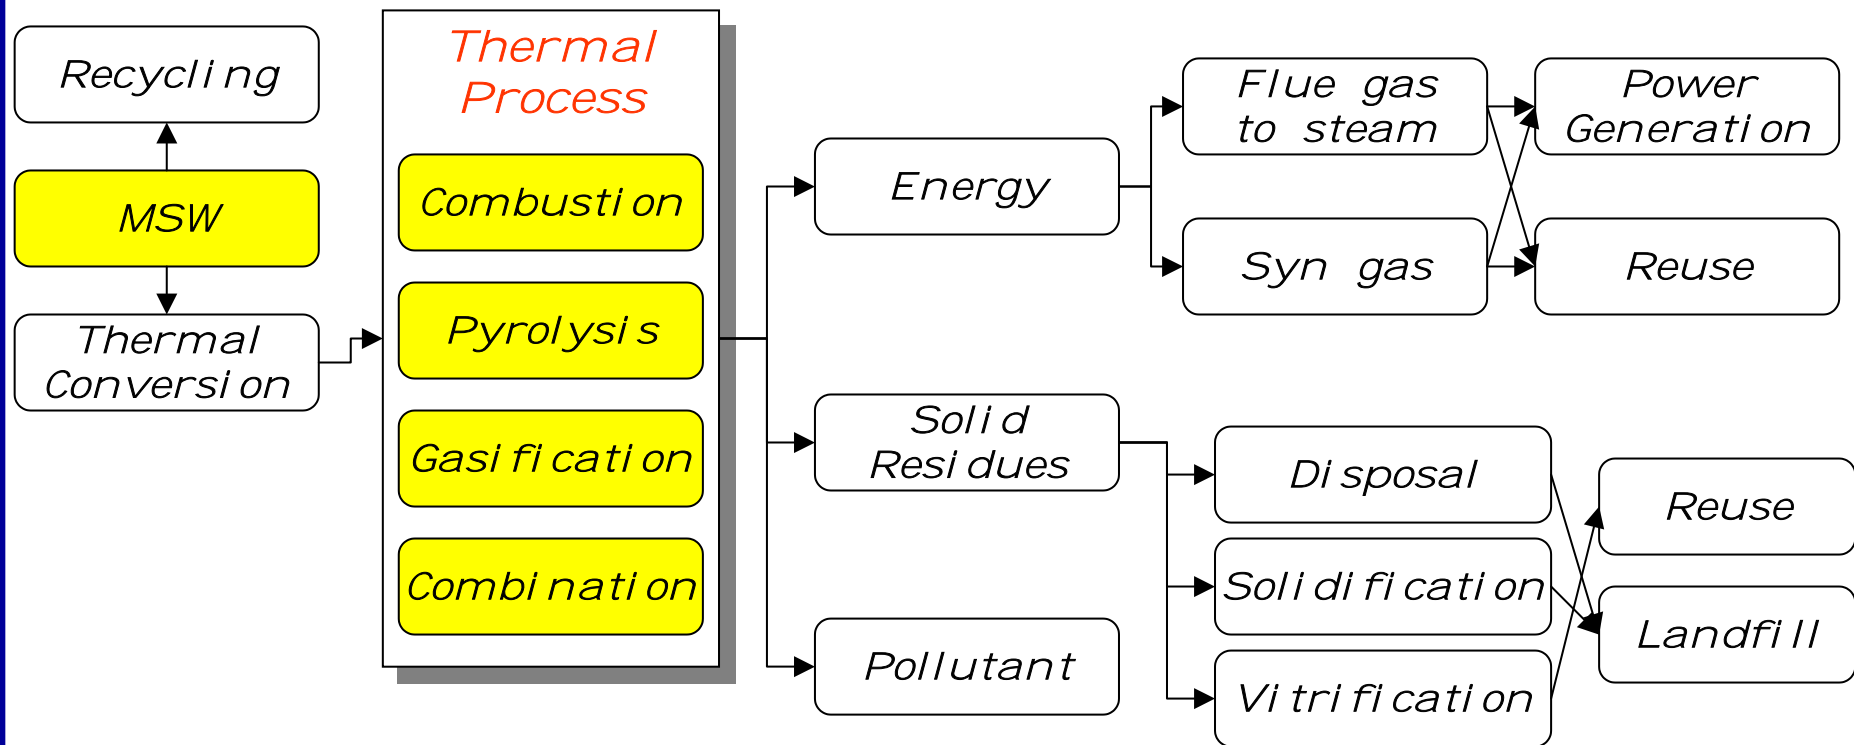 Recycling
MSW
Thermal
Conversion
Thermal
Process
Combustion
Pyrolysis
Gasification
Combination
Energy
Solid
Residues
Pollutant
Flue gas
to steam
Syn gas
Power
Generation
Reuse
Disposal
Solidification
Vitrification
Reuse
Landfill